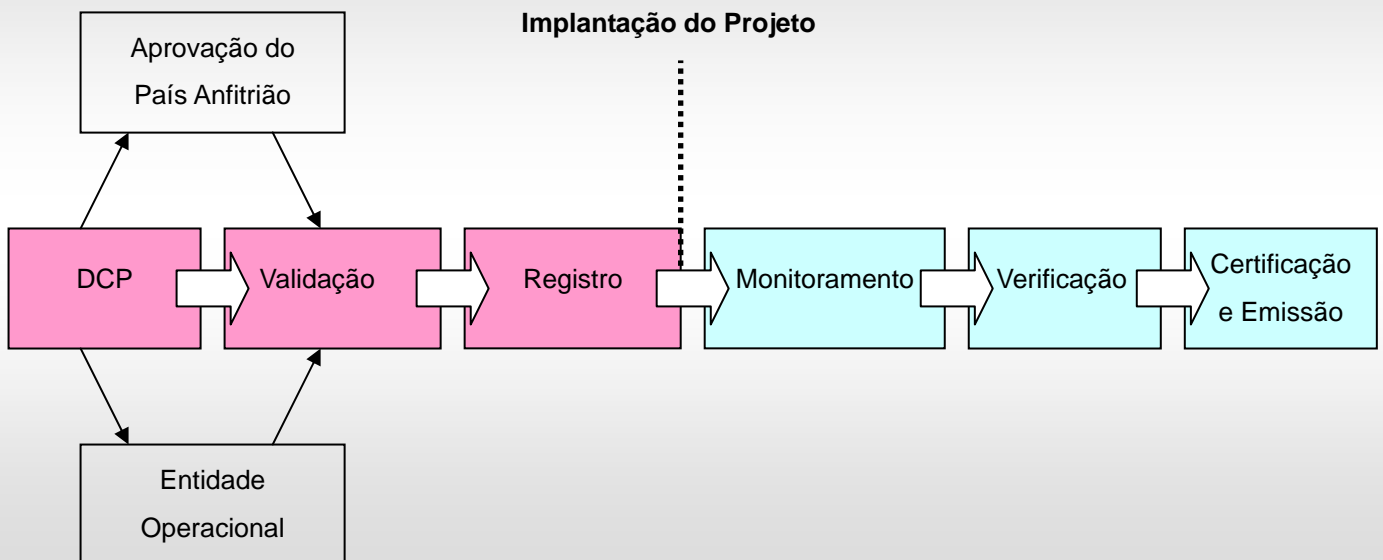 Implantação do Projeto
Aprovação do
País Anfitrião
DCP
Validação
Registro
Monitoramento
Verificação
Certificação
e Emissão
Entidade
Operacional